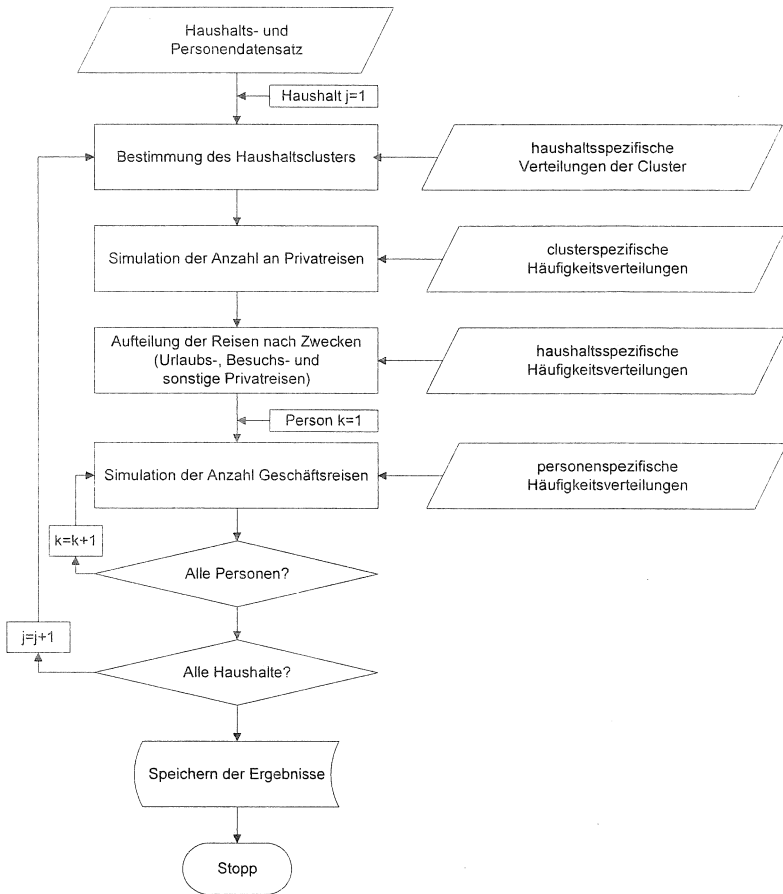 Haushalts- und
Personendatensatz
Haushalt j=1
Bestimmung des Haushaltsclusters
haushaltsspezifische
Verteilungen der Cluster
Simulation der Anzahl an Privatreisen
clusterspezifische
Häufigkeitsverteilungen
Aufteilung der Reisen nach Zwecken
(Urlaubs-, Besuchs- und
sonstige Privatreisen)
haushaltsspezifische
Häufigkeitsverteilungen
Person k=1
Simulation der Anzahl Geschäftsreisen
personenspezifische
Häufigkeitsverteilungen
k=k+1
Alle Personen?
j=j+1
Alle Haushalte?
Speichern der Ergebnisse
Stopp